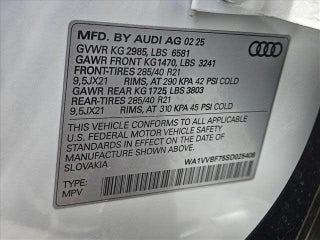 MFD. BY AUDI AG 02 25
GVWR KG 2985, LBS 6581
GAWR FRONT KG1470, LBS 3241
FRONT-TIRES 285/40 R21
9,5JX21 RIMS, AT 290 KPA 42 PSI COLD
GAWR REAR KG 1725, LBS 3803
REAR-TIRES 285/40 R21
9,5JX21 RIMS, AT 310 KPA 45 PSI COLD
THIS VEHICLE CONFORMS TO ALL APPLICABLE
U.S. FEDERAL MOTOR VEHICLE SAFETY STANDARDS
IN EFFECT ON THE DATE OF
MANUFACTURE SHOWN ABOVE.
SLOVAKIA
WA1VVBF75SD025408
TYPE:
MPV